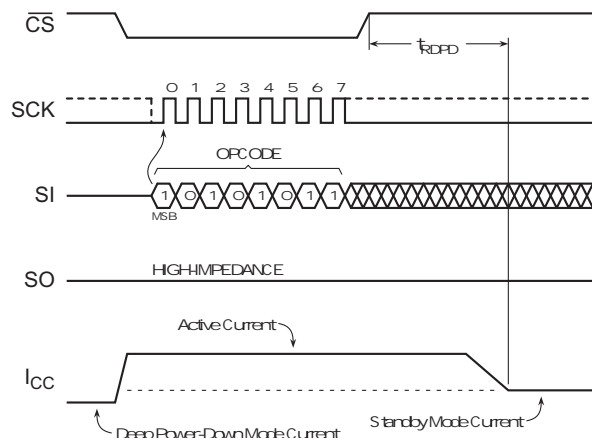 CS
tRDPD
0 1 2 3 4 5 6 7
SCK
OPCODE
SI
1 0 1 0 1 0 1 1
MSB
HIGH-IMPEDANCE
SO
Active Current
ICC
Deep Power-Down Mode Current
Standby Mode Current